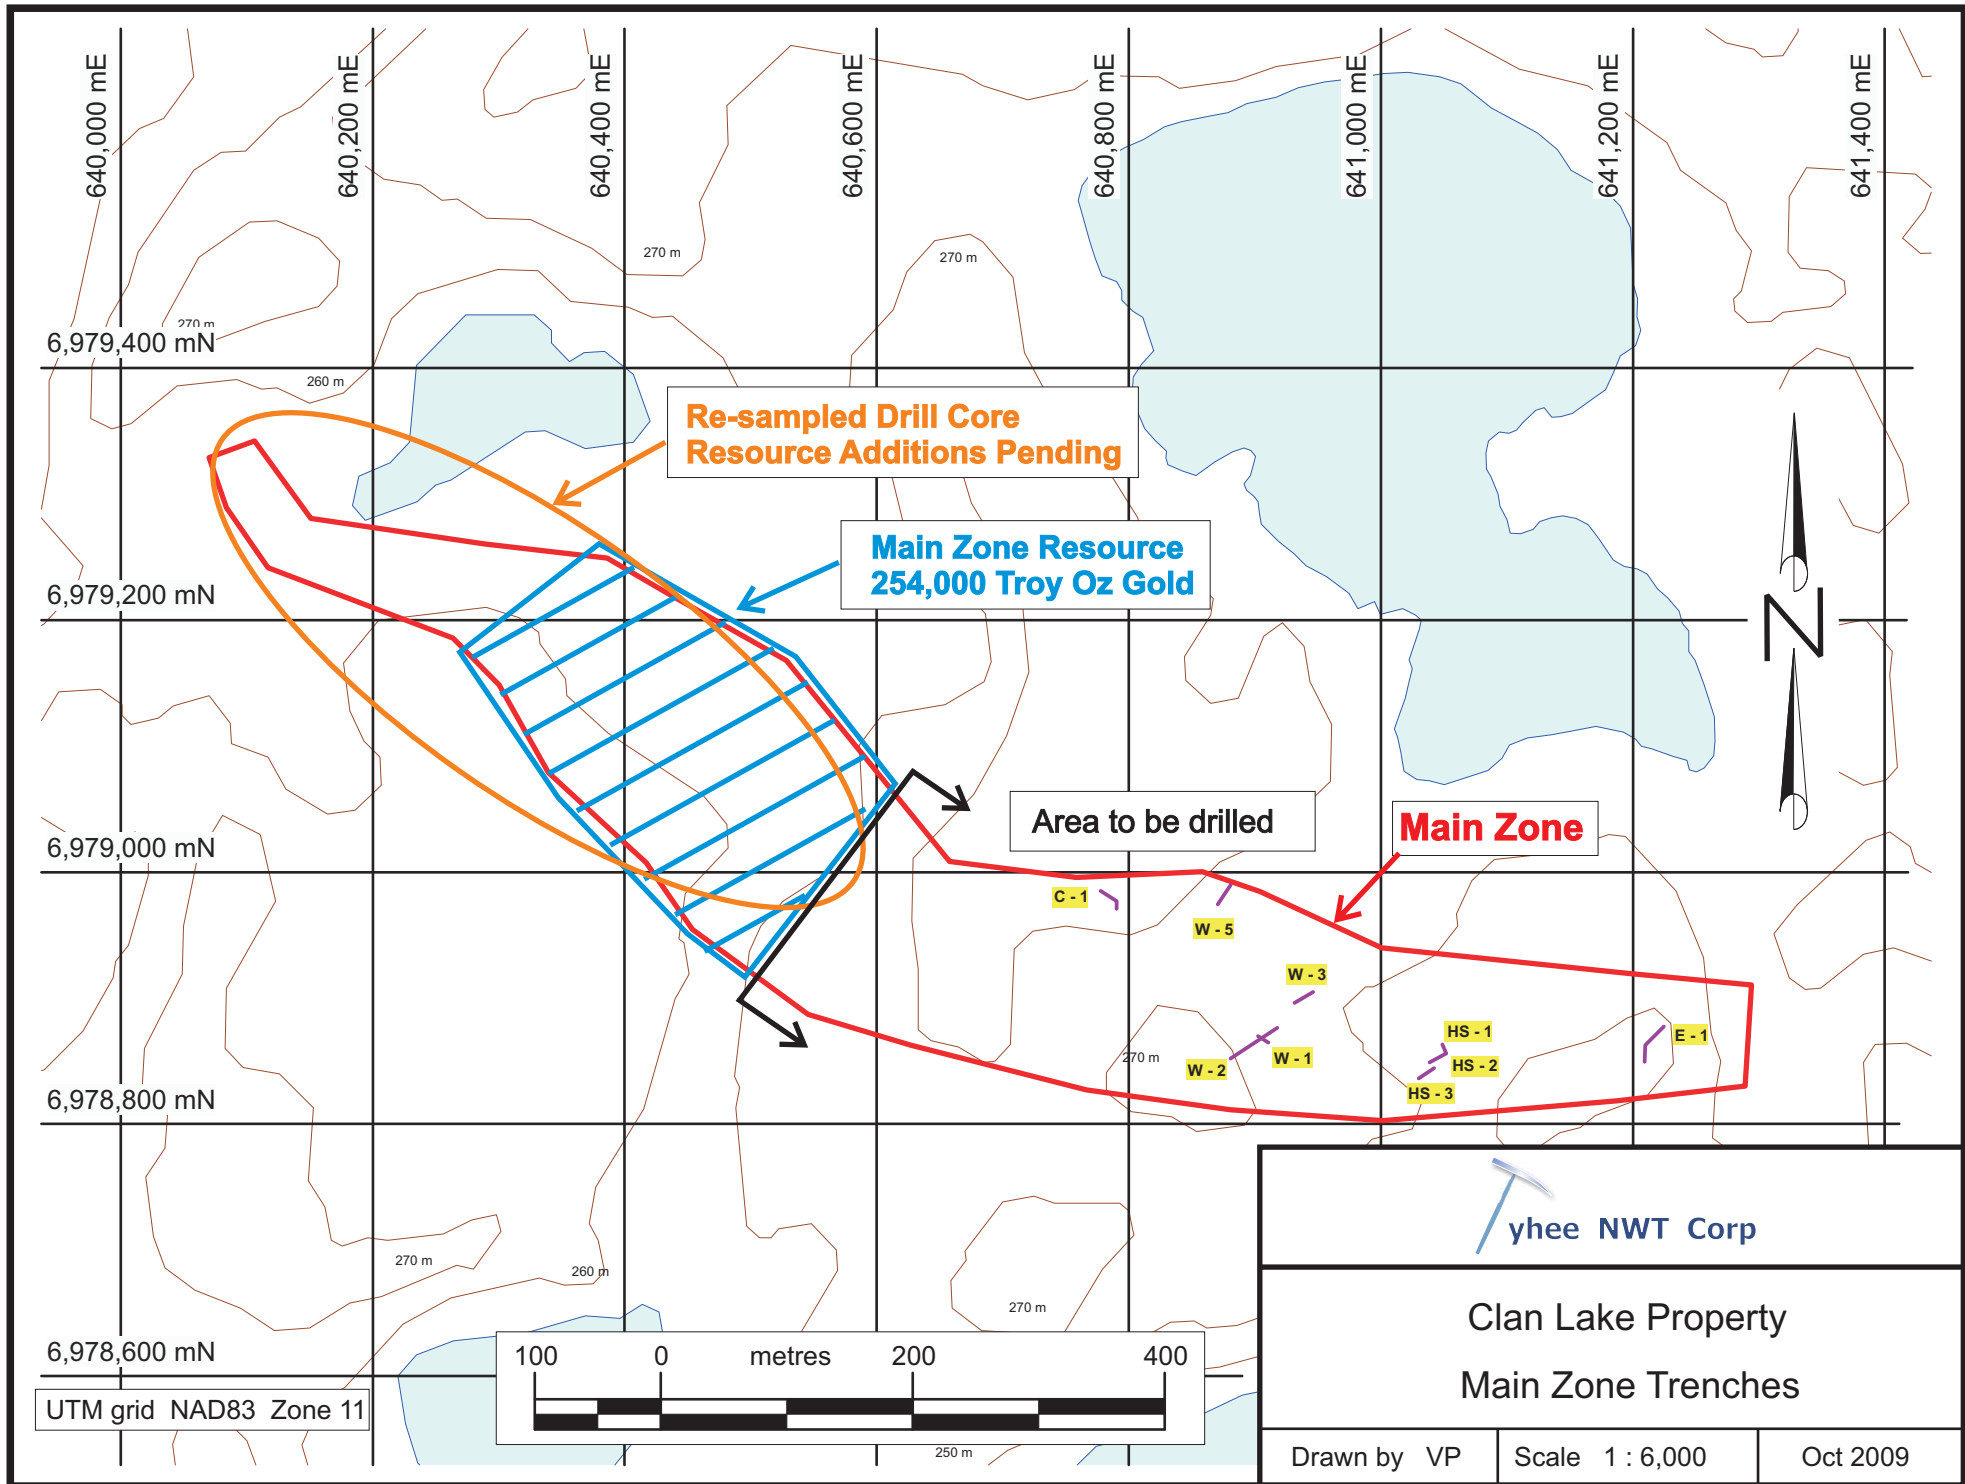 640,000 mE
640,200 mE
640,400 mE
640,600 mE
640,800 mE
641,000 mE
641,200 mE
641,400 mE
270 m
270 m
270 m
6,979,400 mN
260 m
Re-sampled Drill Core
Resource Additions Pending
Main Zone Resource
254,000 Troy Oz Gold
6,979,200 mN
N
Area to be drilled
Main Zone
6,979,000 mN
C - 1
W - 5
W - 3
HS - 1
E - 1
270 m
W - 1
W - 2
HS - 2
HS - 3
6,978,800 mN
yhee NWT Corp
270 m
260 m
270 m
Clan Lake Property
6,978,600 mN
100 0 metres 200 400
Main Zone Trenches
UTM grid NAD83 Zone 11
250 m
Drawn by VP
Scale 1 : 6,000
Oct 2009